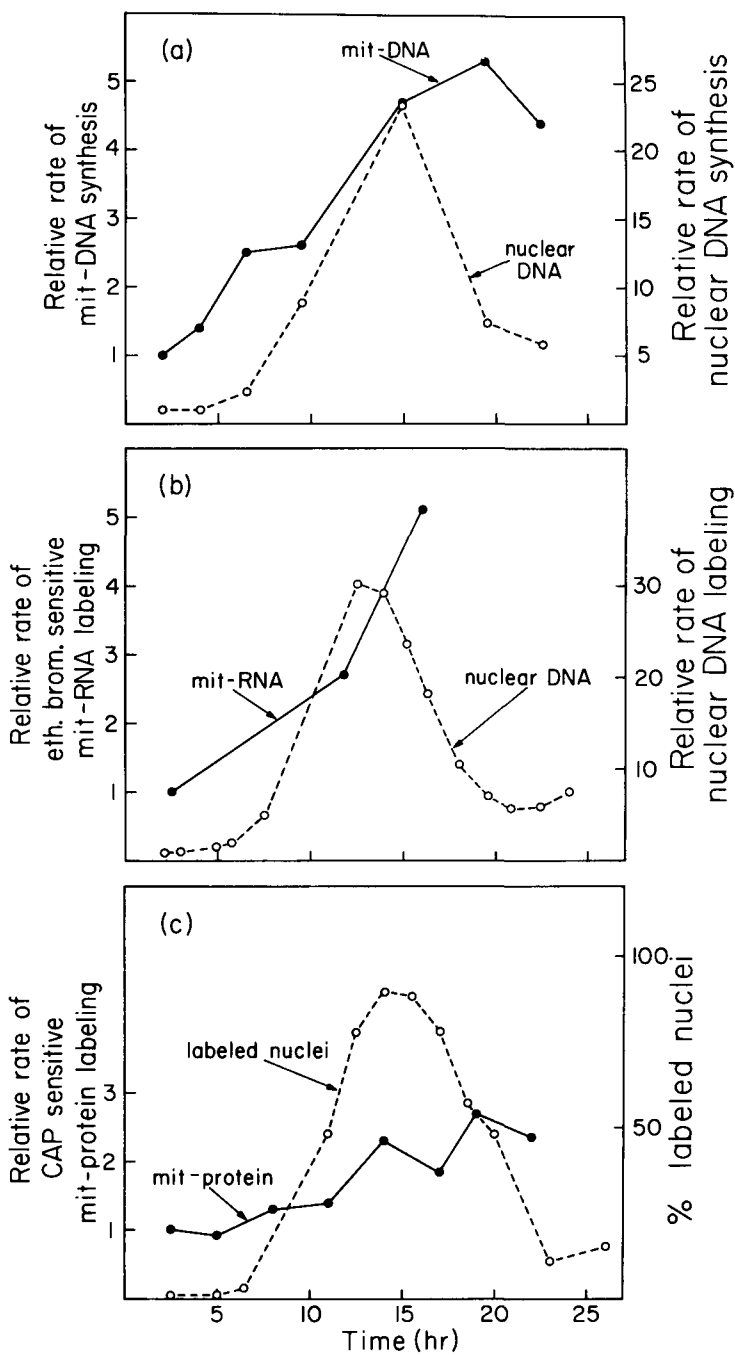 (a)
mit-DNA
nuclear
DNA
Relative rate of
mit-DNA synthesis
5
4
3
2
1
25
20
15
10
5
Relative rate of
nuclear DNA synthesis
(b)
mit-RNA
nuclear DNA
Relative rate of
eth. brom. sensitive
mit-RNA labeling
5
4
3
2
1
30
20
10
Relative rate of
nuclear DNA labeling
(c)
labeled nuclei
mit-protein
Relative rate of
CAP sensitive
mit-protein labeling
3
2
1
100
50
% labeled nuclei
5 10 15 20 25
Time (hr)